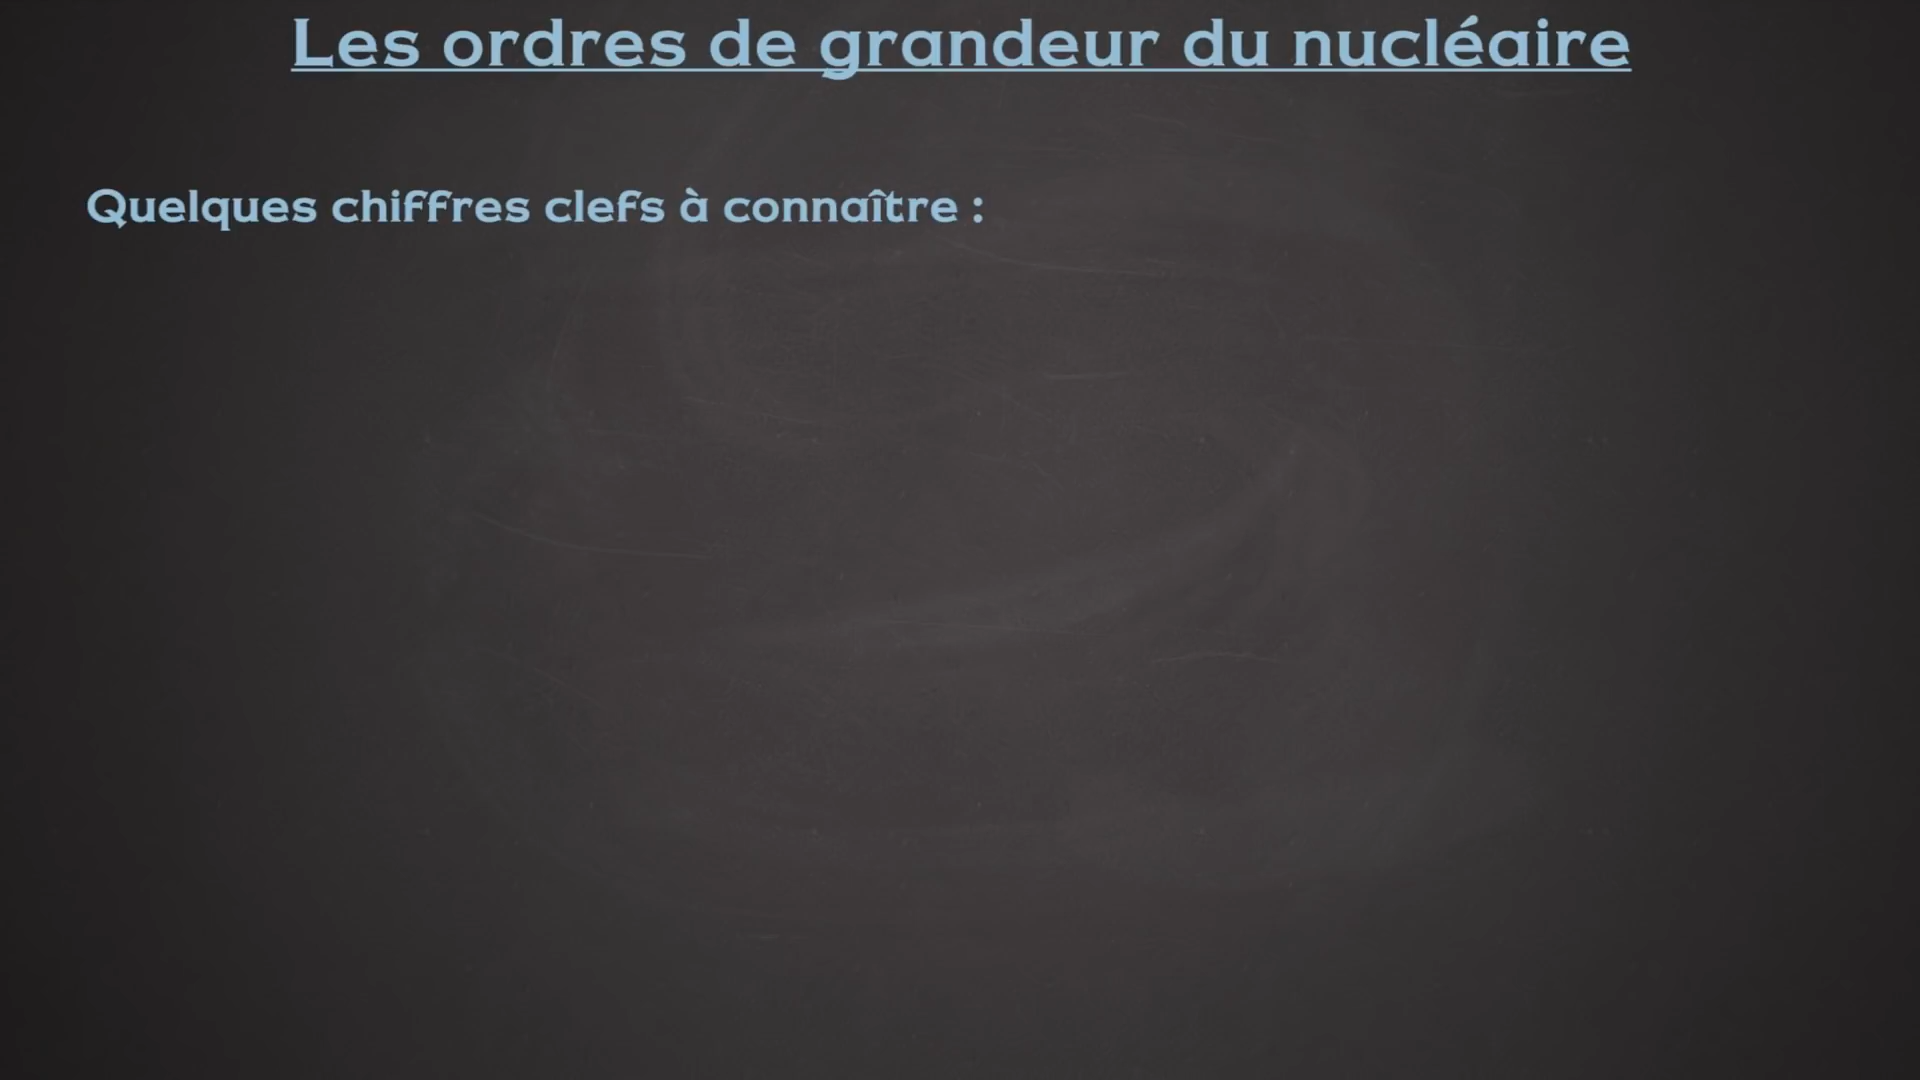 Les ordres de grandeur du nucléaire
Quelques chiffres clefs à connaître :